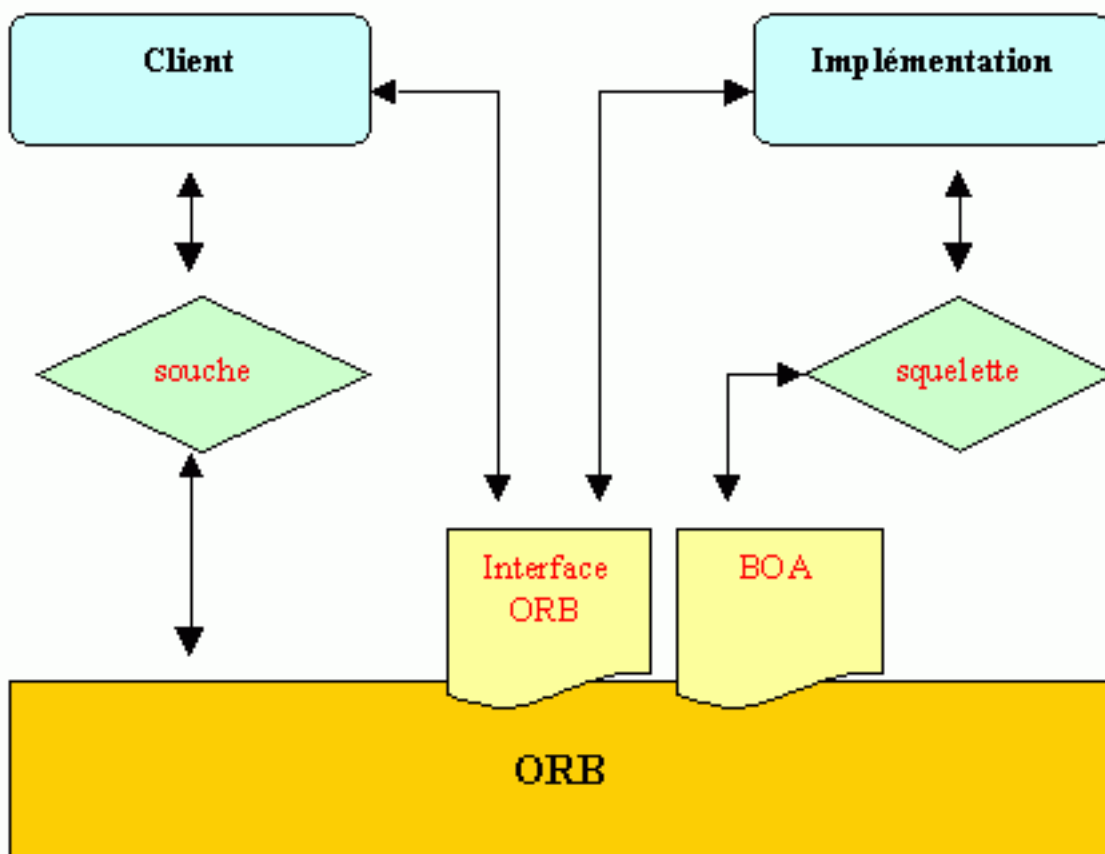 Client
Implémentation
souche
squelette
Interface
ORB
BOA
ORB